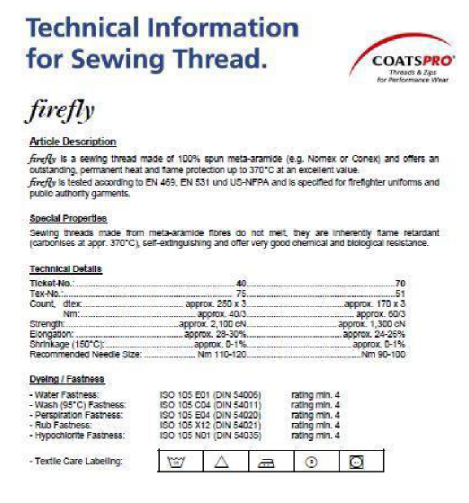 Technical Information
for Sewing Thread.
COATSPRO
Threads & Zips
for Performance Wear
firefly
Article Description
firefly is a sewing thread made of 100% spun meta-aramide (e.g. Nomex or Conex) and offers an
outstanding, permanent heat and flame protection up to 370°C at an excellent value.
firefly is tested according to EN 469, EN 531 und US-NFPA and is specified for firefighter uniforms and
public authority garments.
Special Properties
Sewing threads made from meta-aramide fibres do not melt, they are inherently flame retardant
(carbonises at appr. 370°C), self-extinguishing and offer very good chemical and biological resistance.
Technical Details
Ticket-No.: 40 70
Tex-No.: 75 51
Count, dtex: approx. 250 x 3 approx. 170 x 3
Nm: approx. 40/3 approx. 60/3
Strength: approx. 2,100 cN approx. 1,300 cN
Elongation: approx. 28-30% approx. 24-26%
Shrinkage (150°C): approx. 0-1% approx. 0-1%
Recommended Needle Size: Nm 110-120 Nm 90-100
Dyeing / Fastness
- Water Fastness: ISO 105 E01 (DIN 54006) rating min. 4
- Wash (95°C) Fastness: ISO 105 C04 (DIN 54011) rating min. 4
- Perspiration Fastness: ISO 105 E04 (DIN 54020) rating min. 4
- Rub Fastness: ISO 105 X12 (DIN 54021) rating min. 4
- Hypochlorite Fastness: ISO 105 N01 (DIN 54035) rating min. 4
- Textile Care Labelling: